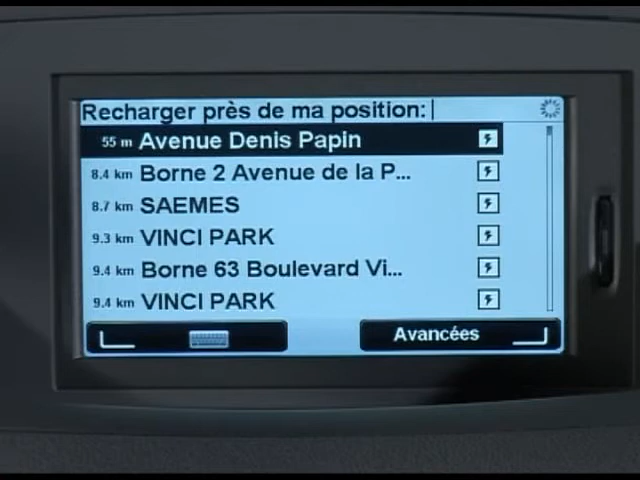 Recharger près de ma position:
55 m Avenue Denis Papin
8.4 km Borne 2 Avenue de la P...
8.7 km SAEMES
9.3 km VINCI PARK
9.4 km Borne 63 Boulevard Vi...
9.4 km VINCI PARK
Avancées